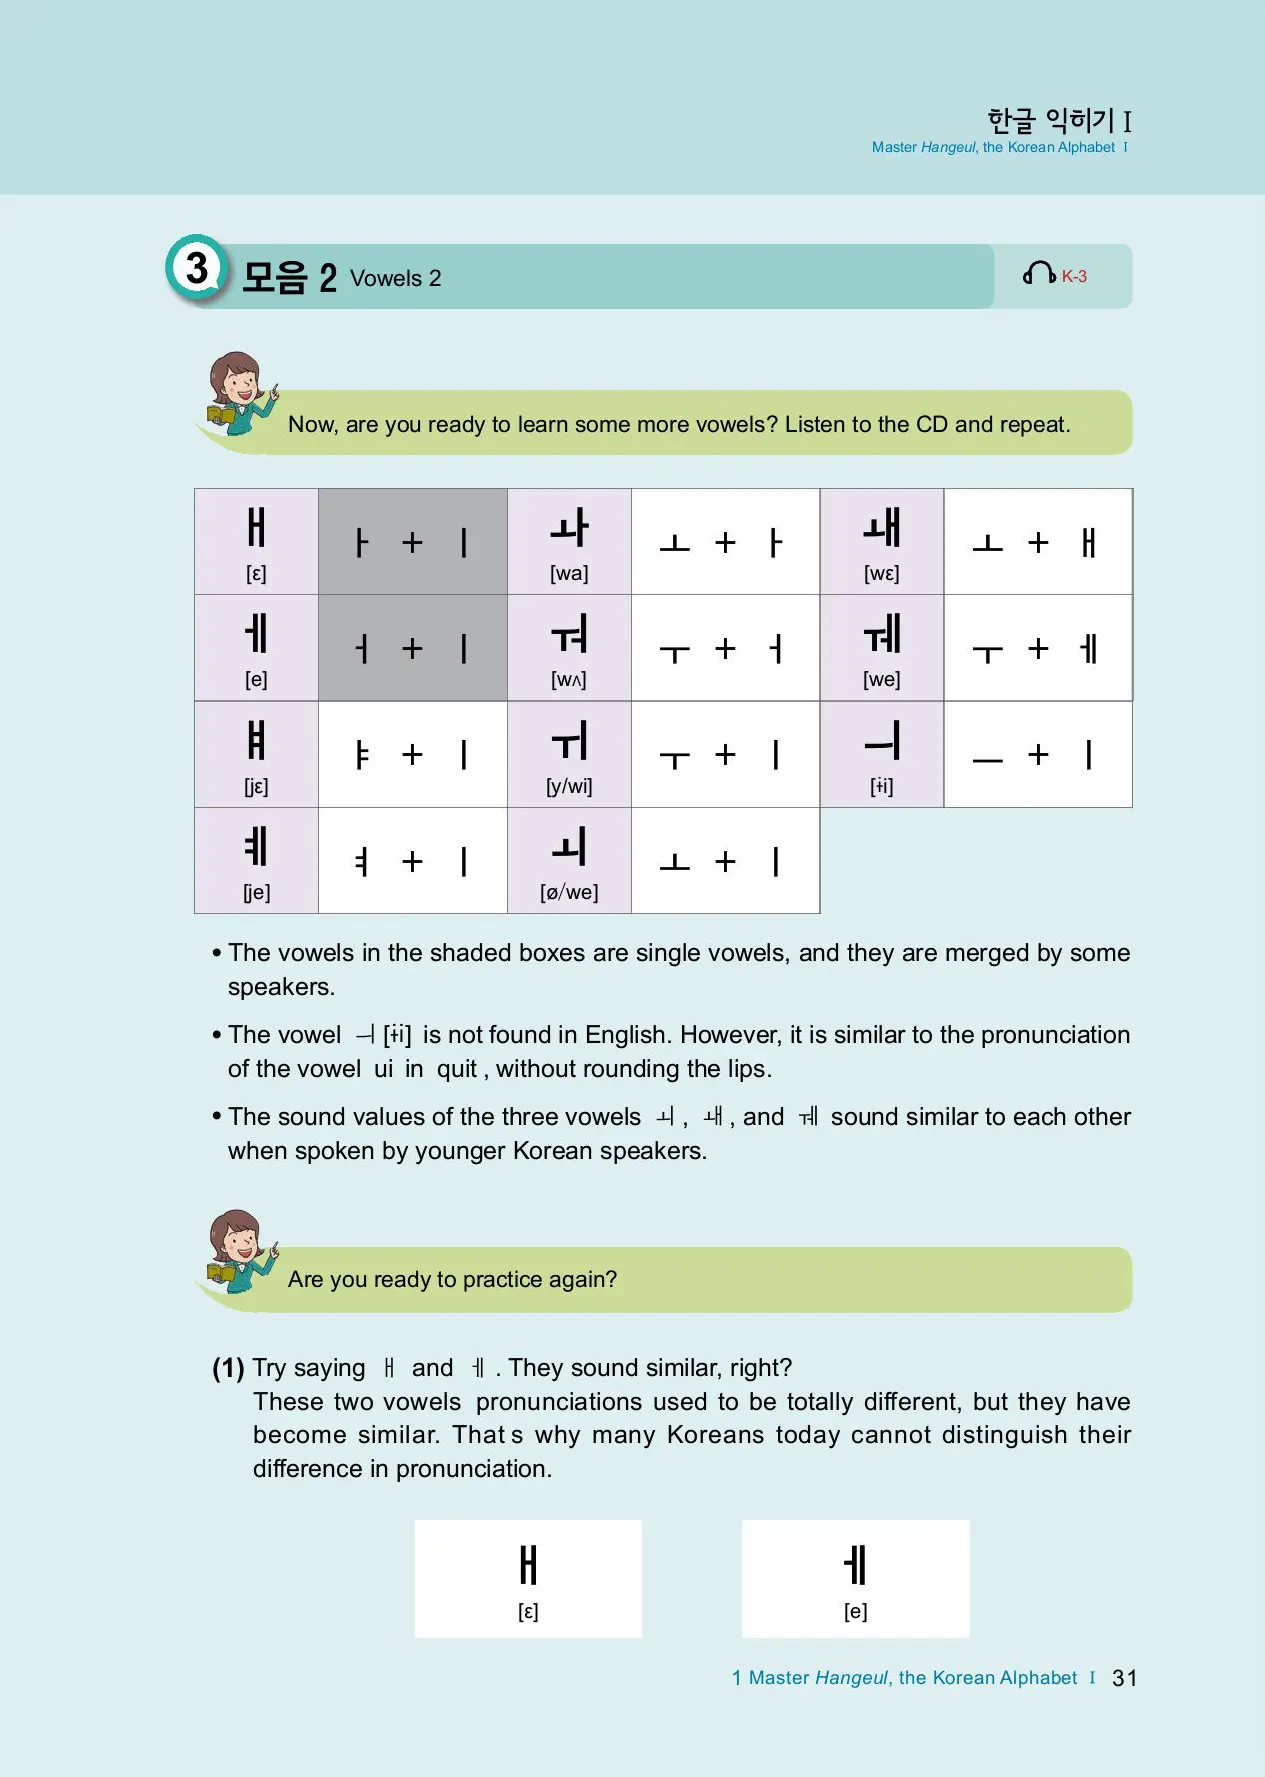 한글 익히기 I
Master Hangeul, the Korean Alphabet I
3 모음 2 Vowels 2 K-3
Now, are you ready to learn some more vowels? Listen to the CD and repeat.
ㅐ ㅏ + ㅣ ㅘ ㅗ + ㅏ ㅙ ㅗ + ㅐ
[ɛ] [wa] [wɛ]
ㅔ ㅓ + ㅣ ㅝ ㅜ + ㅓ ㅞ ㅜ + ㅔ
[e] [wʌ] [we]
ㅒ ㅑ + ㅣ ㅟ ㅜ + ㅣ ㅢ ㅡ + ㅣ
[jɛ] [y/wi] [ɨi]
ㅖ ㅕ + ㅣ ㅚ ㅗ + ㅣ
[je] [ø/we]
• The vowels in the shaded boxes are single vowels, and they are merged by some
speakers.
• The vowel ㅢ [ɨi] is not found in English. However, it is similar to the pronunciation
of the vowel ui in quit , without rounding the lips.
• The sound values of the three vowels ㅚ , ㅙ , and ㅞ sound similar to each other
when spoken by younger Korean speakers.
Are you ready to practice again?
(1) Try saying ㅐ and ㅔ . They sound similar, right?
These two vowels pronunciations used to be totally different, but they have
become similar. That s why many Koreans today cannot distinguish their
difference in pronunciation.
ㅐ ㅔ
[ɛ] [e]
1 Master Hangeul, the Korean Alphabet I 31